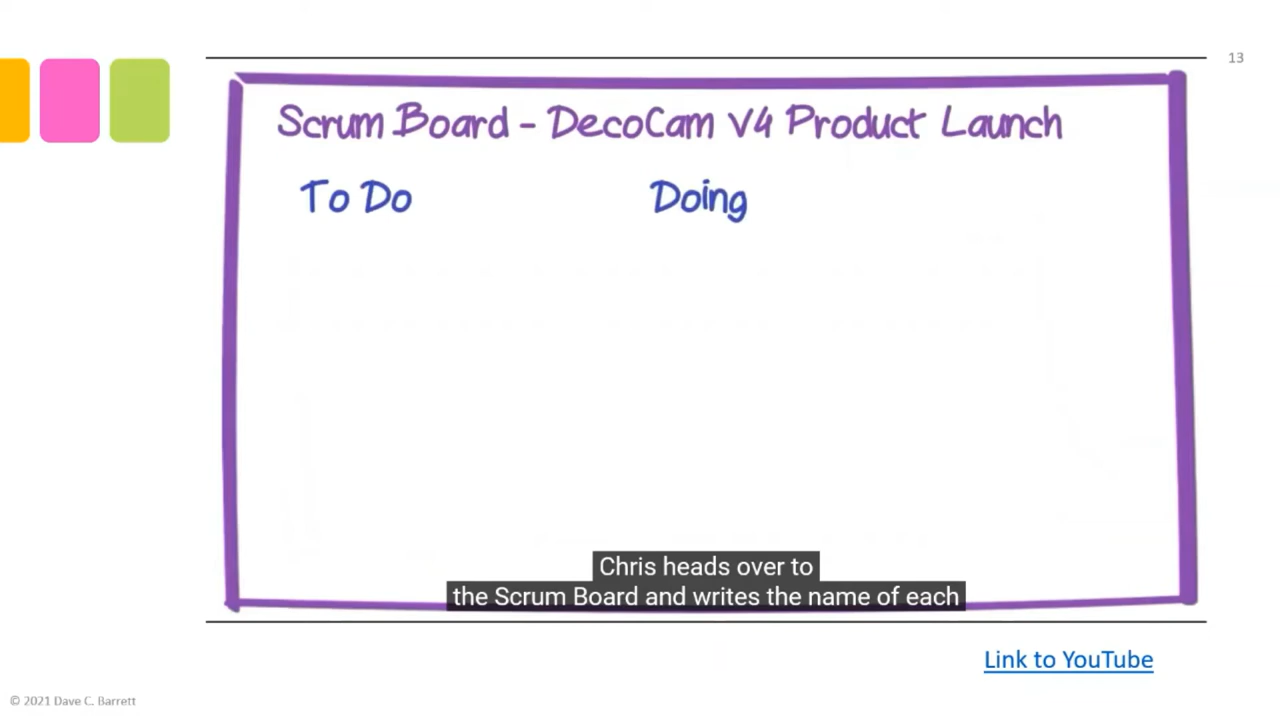 13
Scrum Board - DecoCam V4 Product Launch
To Do Doing
Chris heads over to
the Scrum Board and writes the name of each
Link to YouTube
© 2021 Dave C. Barrett